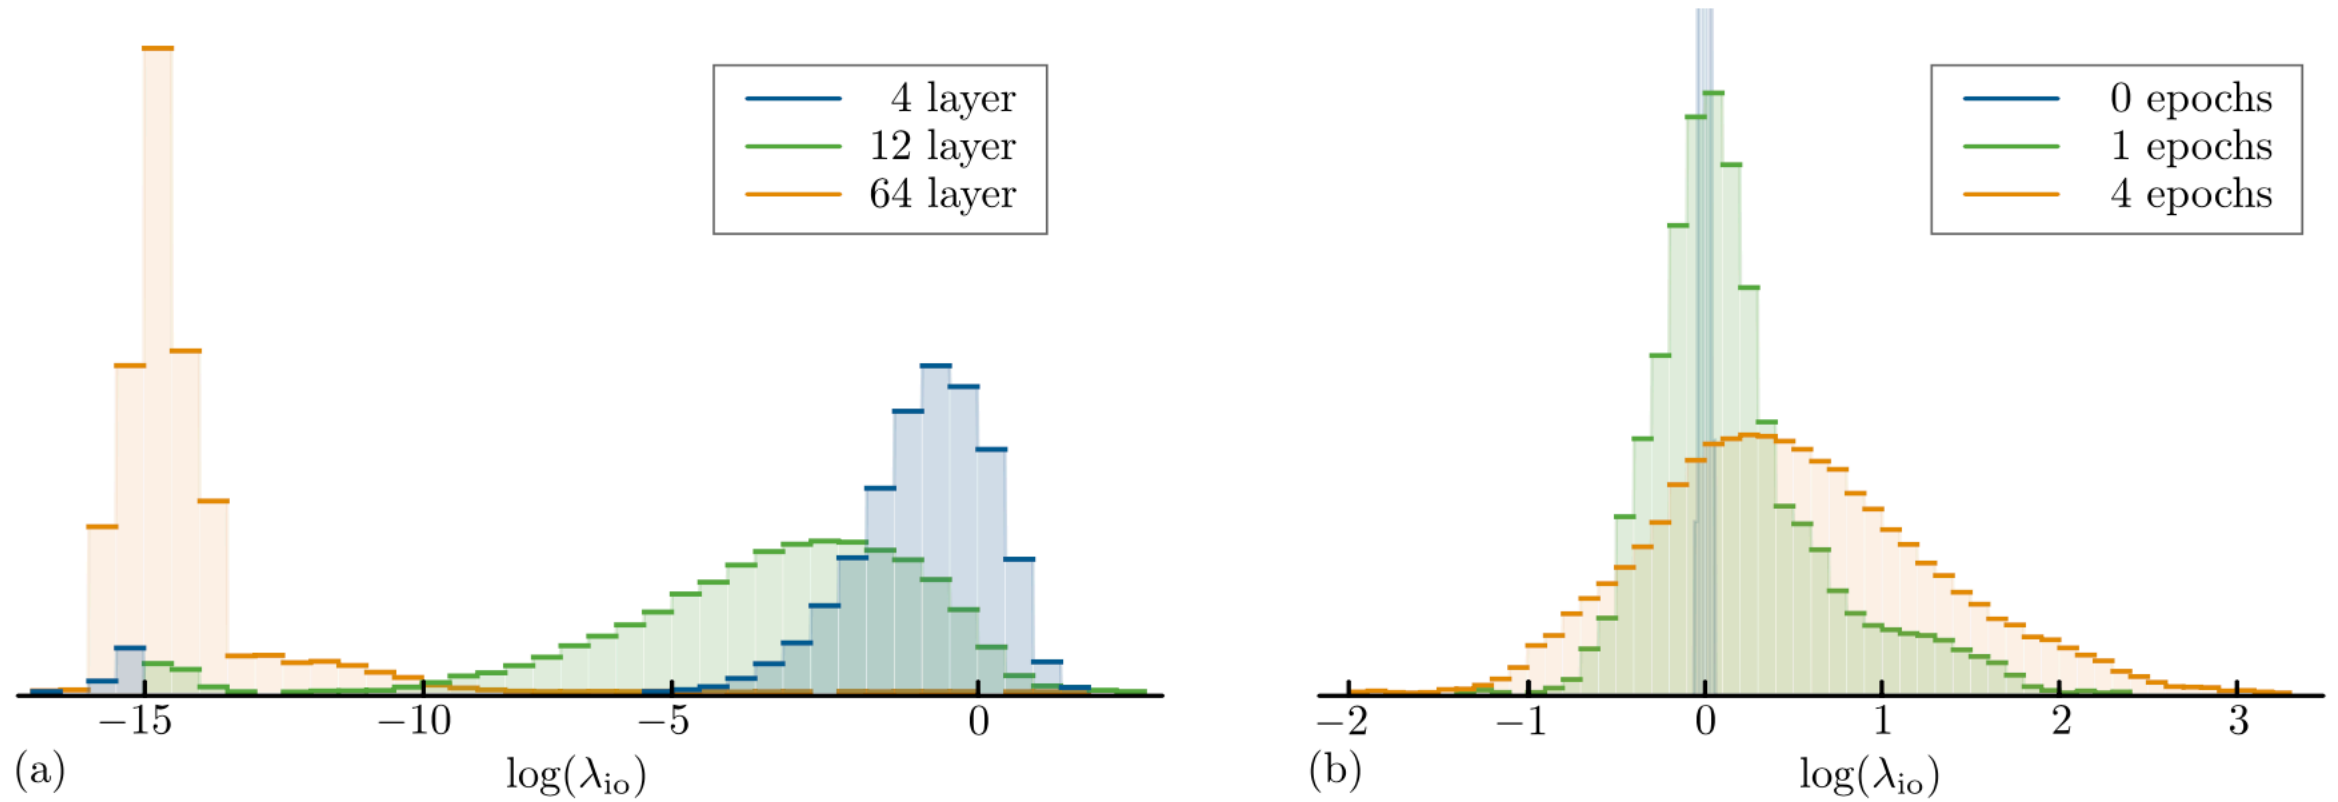 4 layer
12 layer
64 layer
−15 −10 −5 0
(a) log(λio)
0 epochs
1 epochs
4 epochs
−2 −1 0 1 2 3
(b) log(λio)